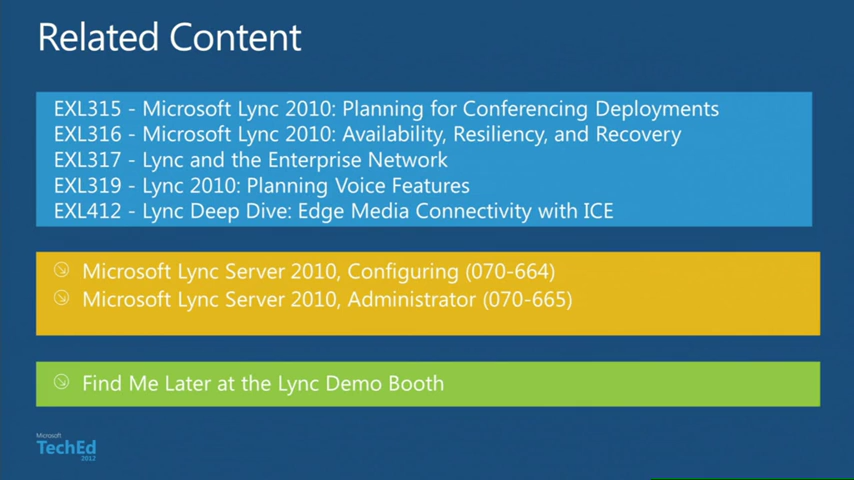 Related Content
EXL315 - Microsoft Lync 2010: Planning for Conferencing Deployments
EXL316 - Microsoft Lync 2010: Availability, Resiliency, and Recovery
EXL317 - Lync and the Enterprise Network
EXL319 - Lync 2010: Planning Voice Features
EXL412 - Lync Deep Dive: Edge Media Connectivity with ICE
Microsoft Lync Server 2010, Configuring (070-664)
Microsoft Lync Server 2010, Administrator (070-665)
Find Me Later at the Lync Demo Booth
Microsoft
TechEd
2012